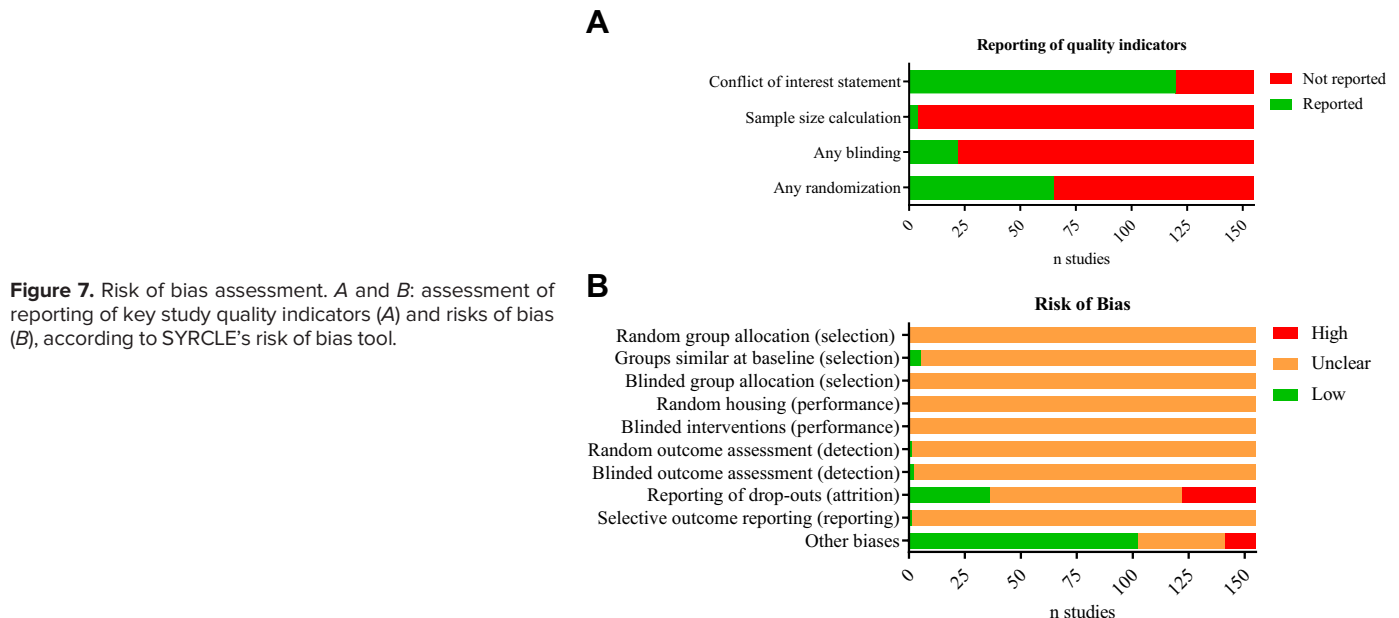 Figure 7. Risk of bias assessment. A and B: assessment of
reporting of key study quality indicators (A) and risks of bias
(B), according to SYRCLE's risk of bias tool.
A
Reporting of quality indicators
Conflict of interest statement
Sample size calculation
Any blinding
Any randomization
0
25
50
75
100
125
150
n studies
Not reported
Reported
B
Risk of Bias
Random group allocation (selection)
Groups similar at baseline (selection)
Blinded group allocation (selection)
Random housing (performance)
Blinded interventions (performance)
Random outcome assessment (detection)
Blinded outcome assessment (detection)
Reporting of drop-outs (attrition)
Selective outcome reporting (reporting)
Other biases
0
25
50
75
100
125
150
n studies
High
Unclear
Low